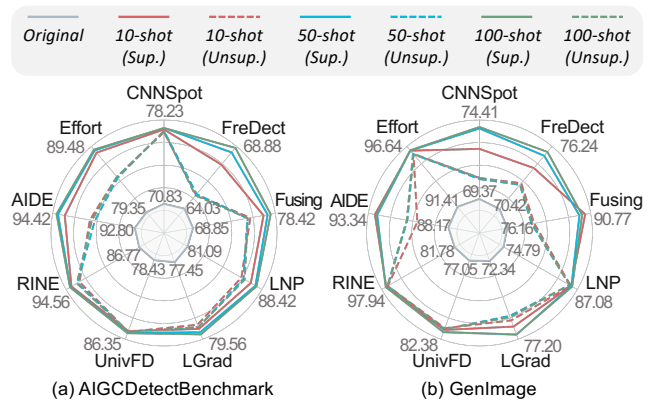 Original 10-shot (Sup.) 10-shot (Unsup.) 50-shot (Sup.) 50-shot (Unsup.) 100-shot (Sup.) 100-shot (Unsup.)
CNNSpot
78.23
FreDect
68.88
Fusing
78.42
LNP
88.42
LGrad
79.56
UnivFD
86.35
RINE
94.56
AIDE
94.42
Effort
89.48
70.83
64.03
68.85
81.09
77.45
78.43
86.77
92.80
79.35
(a) AIGCDetectBenchmark
CNNSpot
74.41
FreDect
76.24
Fusing
90.77
LNP
87.08
LGrad
77.20
UnivFD
82.38
RINE
97.94
AIDE
93.34
Effort
96.64
69.37
70.42
76.16
74.79
72.34
77.05
81.78
88.17
91.41
(b) GenImage